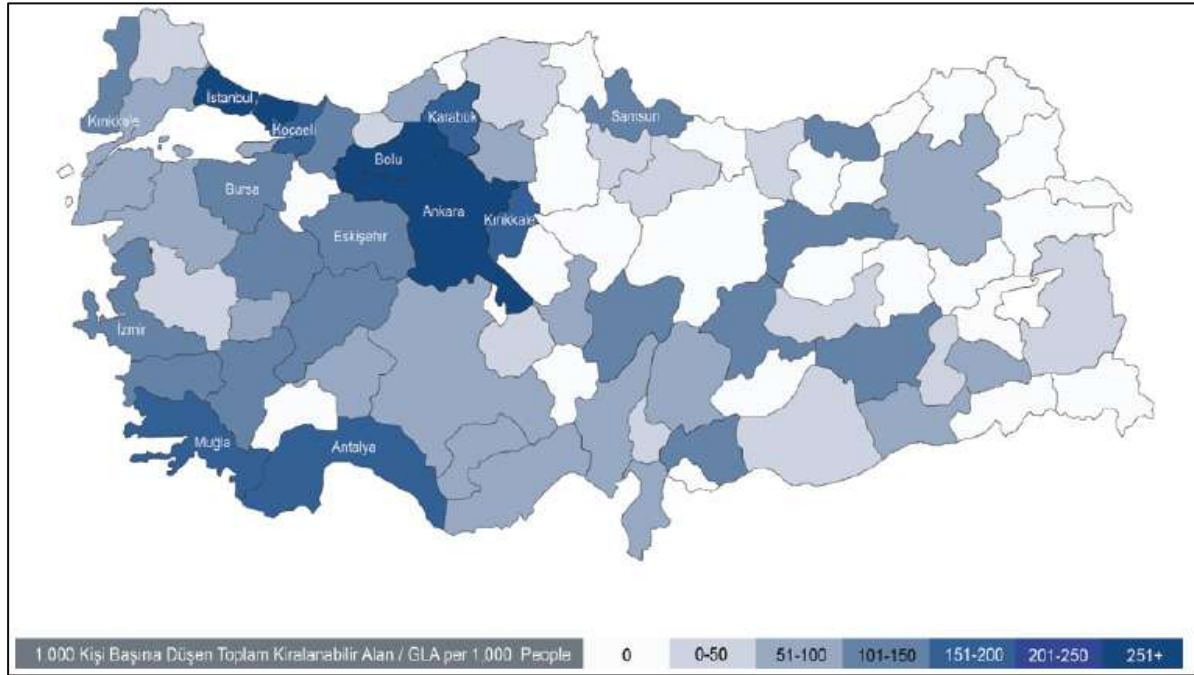 İstanbul
Kırıkkale
Kocaeli
Karabük
Samsun
Bolu
Bursa
Ankara
Kırıkkale
Eskişehir
İzmir
Muğla
Antalya
1.000 Kişi Başına Düşen Toplam Kiralanabilir Alan / GLA per 1,000 People
0
0-50
51-100
101-150
151-200
201-250
251+